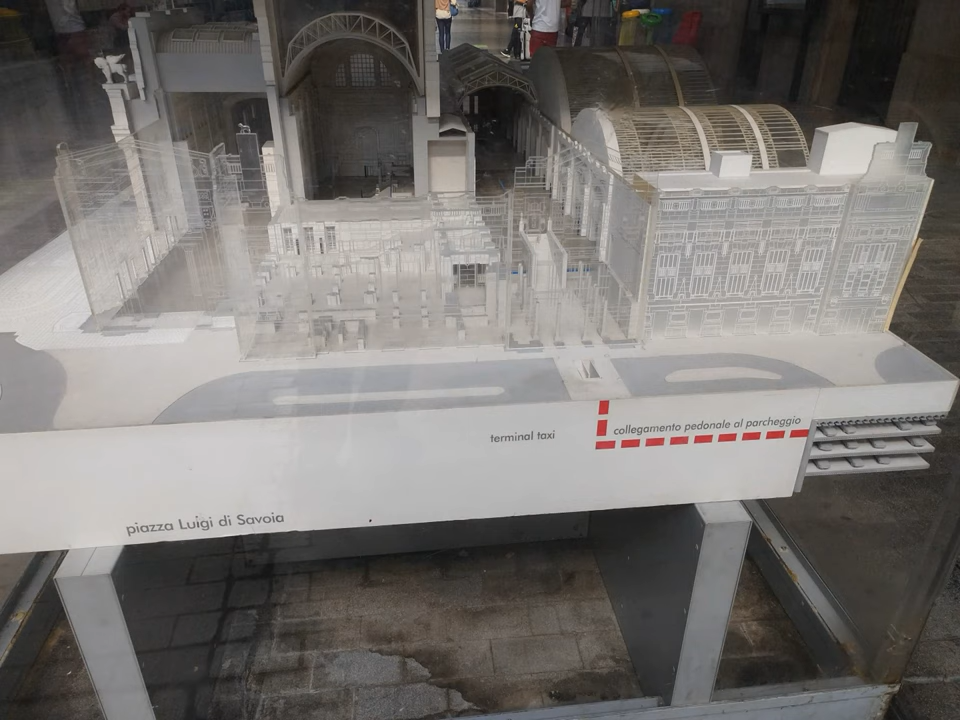 collegamento pedonale al parcheggio
terminal taxi
piazza Luigi di Savoia